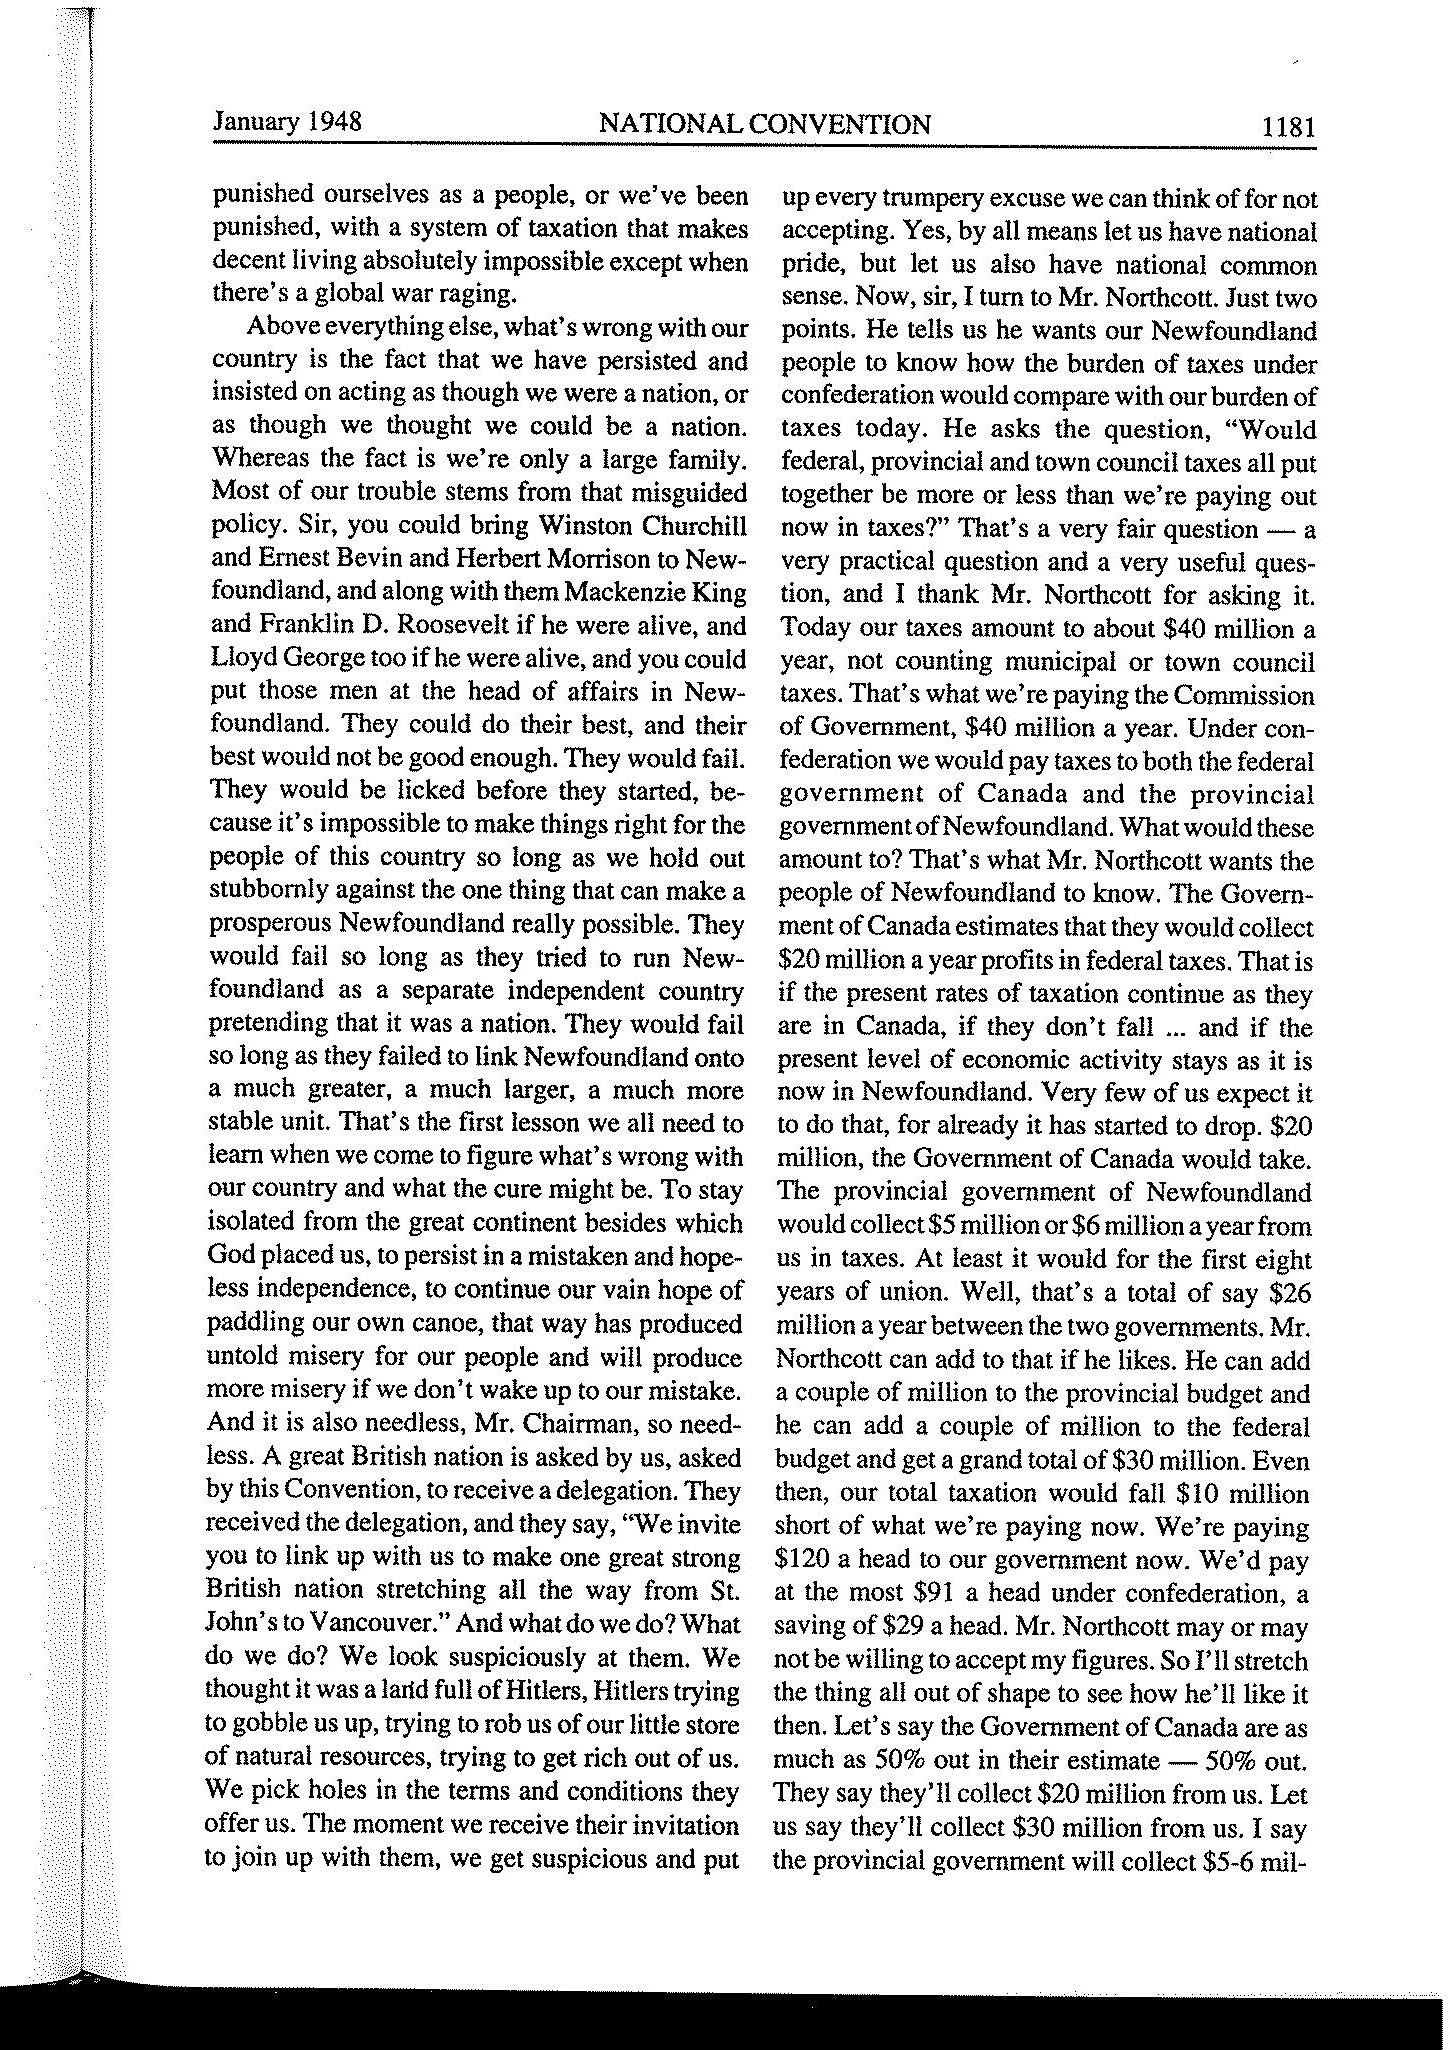 January 1948
NATIONAL CONVENTION
1181
punished ourselves as a people, or we've been
punished, with a system of taxation that makes
decent living absolutely impossible except when
there's a global war raging.
Above everything else, what's wrong with our
country is the fact that we have persisted and
insisted on acting as though we were a nation, or
as though we thought we could be a nation.
Whereas the fact is we're only a large family.
Most of our trouble stems from that misguided
policy. Sir, you could bring Winston Churchill
and Ernest Bevin and Herbert Morrison to New-
foundland, and along with them Mackenzie King
and Franklin D. Roosevelt if he were alive, and
Lloyd George too if he were alive, and you could
put those men at the head of affairs in New-
foundland. They could do their best, and their
best would not be good enough. They would fail.
They would be licked before they started, be-
cause it's impossible to make things right for the
people of this country so long as we hold out
stubbornly against the one thing that can make a
prosperous Newfoundland really possible. They
would fail so long as they tried to run New-
foundland as a separate independent country
pretending that it was a nation. They would fail
so long as they failed to link Newfoundland onto
a much greater, a much larger, a much more
stable unit. That's the first lesson we all need to
learn when we come to figure what's wrong with
our country and what the cure might be. To stay
isolated from the great continent besides which
God placed us, to persist in a mistaken and hope-
less independence, to continue our vain hope of
paddling our own canoe, that way has produced
untold misery for our people and will produce
more misery if we don't wake up to our mistake.
And it is also needless, Mr. Chairman, so need-
less. A great British nation is asked by us, asked
by this Convention, to receive a delegation. They
received the delegation, and they say, "We invite
you to link up with us to make one great strong
British nation stretching all the way from St.
John's to Vancouver." And what do we do? What
do we do? We look suspiciously at them. We
thought it was a land full of Hitlers, Hitlers trying
to gobble us up, trying to rob us of our little store
of natural resources, trying to get rich out of us.
We pick holes in the terms and conditions they
offer us. The moment we receive their invitation
to join up with them, we get suspicious and put
up every trumpery excuse we can think of for not
accepting. Yes, by all means let us have national
pride, but let us also have national common
sense. Now, sir, I turn to Mr. Northcott. Just two
points. He tells us he wants our Newfoundland
people to know how the burden of taxes under
confederation would compare with our burden of
taxes today. He asks the question, "Would
federal, provincial and town council taxes all put
together be more or less than we're paying out
now in taxes?" That's a very fair question — a
very practical question and a very useful ques-
tion, and I thank Mr. Northcott for asking it.
Today our taxes amount to about $40 million a
year, not counting municipal or town council
taxes. That's what we're paying the Commission
of Government, $40 million a year. Under con-
federation we would pay taxes to both the federal
government of Canada and the provincial
government of Newfoundland. What would these
amount to? That's what Mr. Northcott wants the
people of Newfoundland to know. The Govern-
ment of Canada estimates that they would collect
$20 million a year profits in federal taxes. That is
if the present rates of taxation continue as they
are in Canada, if they don't fall ... and if the
present level of economic activity stays as it is
now in Newfoundland. Very few of us expect it
to do that, for already it has started to drop. $20
million, the Government of Canada would take.
The provincial government of Newfoundland
would collect $5 million or $6 million a year from
us in taxes. At least it would for the first eight
years of union. Well, that's a total of say $26
million a year between the two governments. Mr.
Northcott can add to that if he likes. He can add
a couple of million to the provincial budget and
he can add a couple of million to the federal
budget and get a grand total of $30 million. Even
then, our total taxation would fall $10 million
short of what we're paying now. We're paying
$120 a head to our government now. We'd pay
at the most $91 a head under confederation, a
saving of $29 a head. Mr. Northcott may or may
not be willing to accept my figures. So I'll stretch
the thing all out of shape to see how he'll like it
then. Let's say the Government of Canada are as
much as 50% out in their estimate — 50% out.
They say they'll collect $20 million from us. Let
us say they'll collect $30 million from us. I say
the provincial government will collect $5-6 mil-